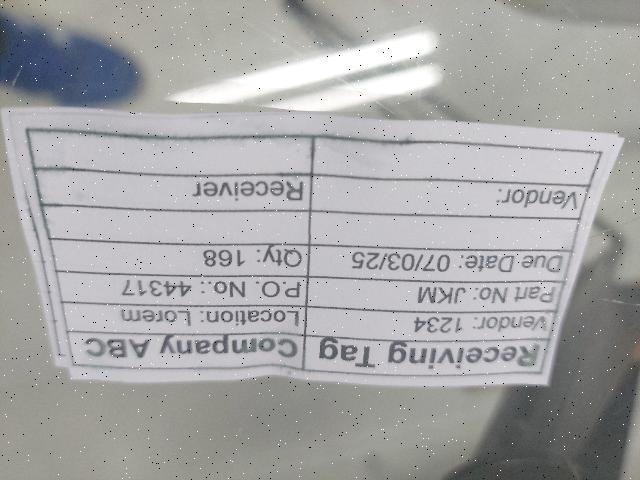 Receiving Tag Company ABC
Vendor: 1234 Location: Lorem
Part No: JKM P.O. No.: 44317
Due Date: 07/03/25 Qty: 168
Vendor: Receiver